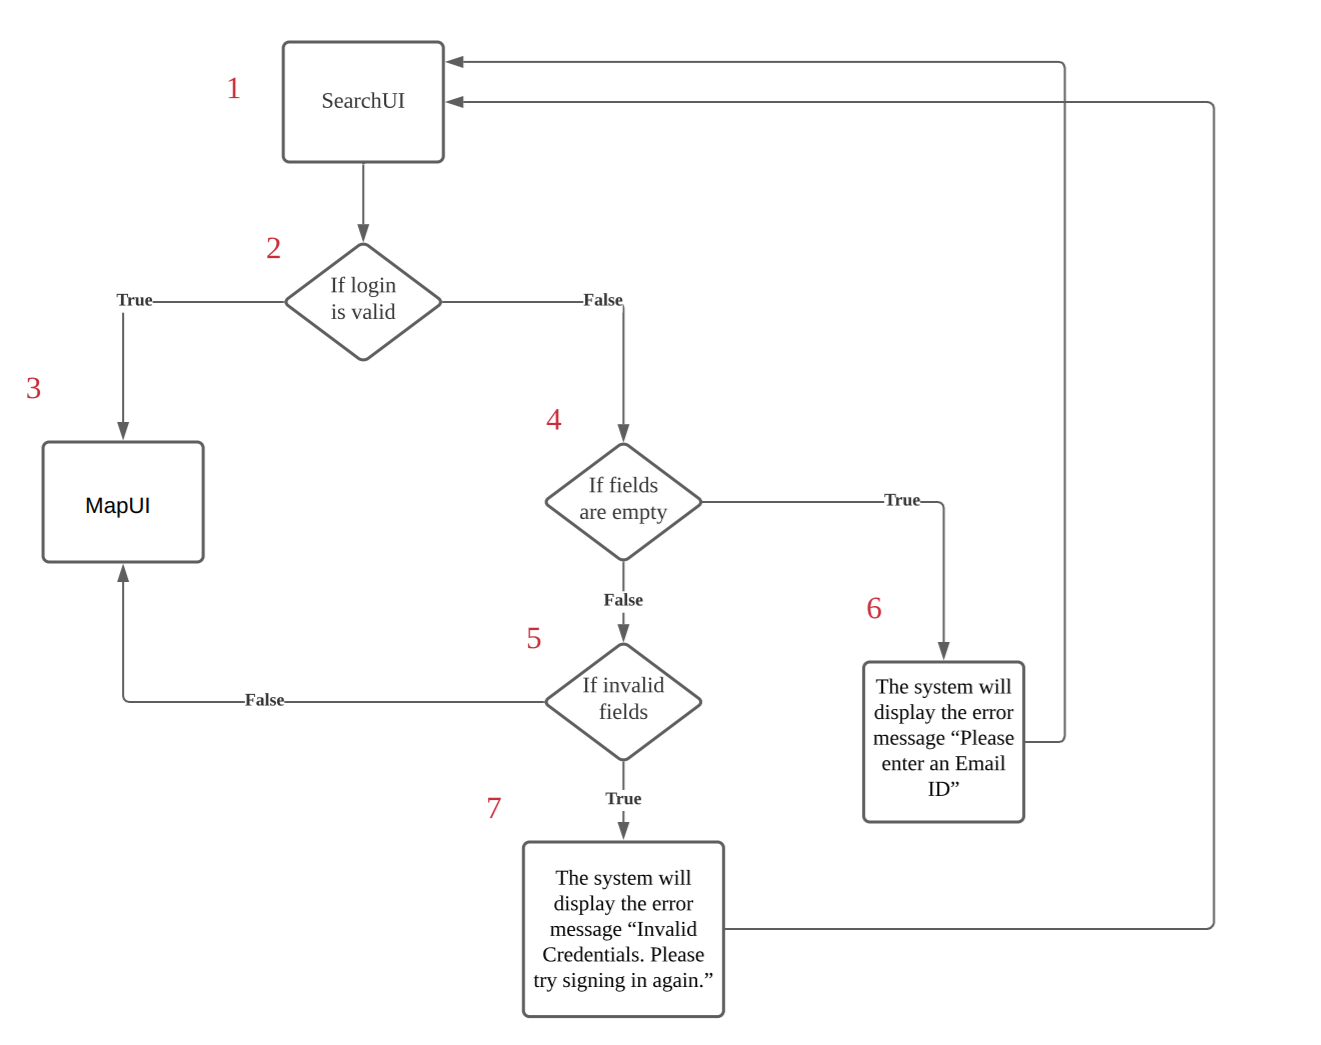 1
SearchUI
2
If login
is valid
True
False
3
4
MapUI
If fields
are empty
True
False
6
5
If invalid
fields
False
The system will
display the error
message “Please
enter an Email
ID”
True
7
The system will
display the error
message “Invalid
Credentials. Please
try signing in again.”